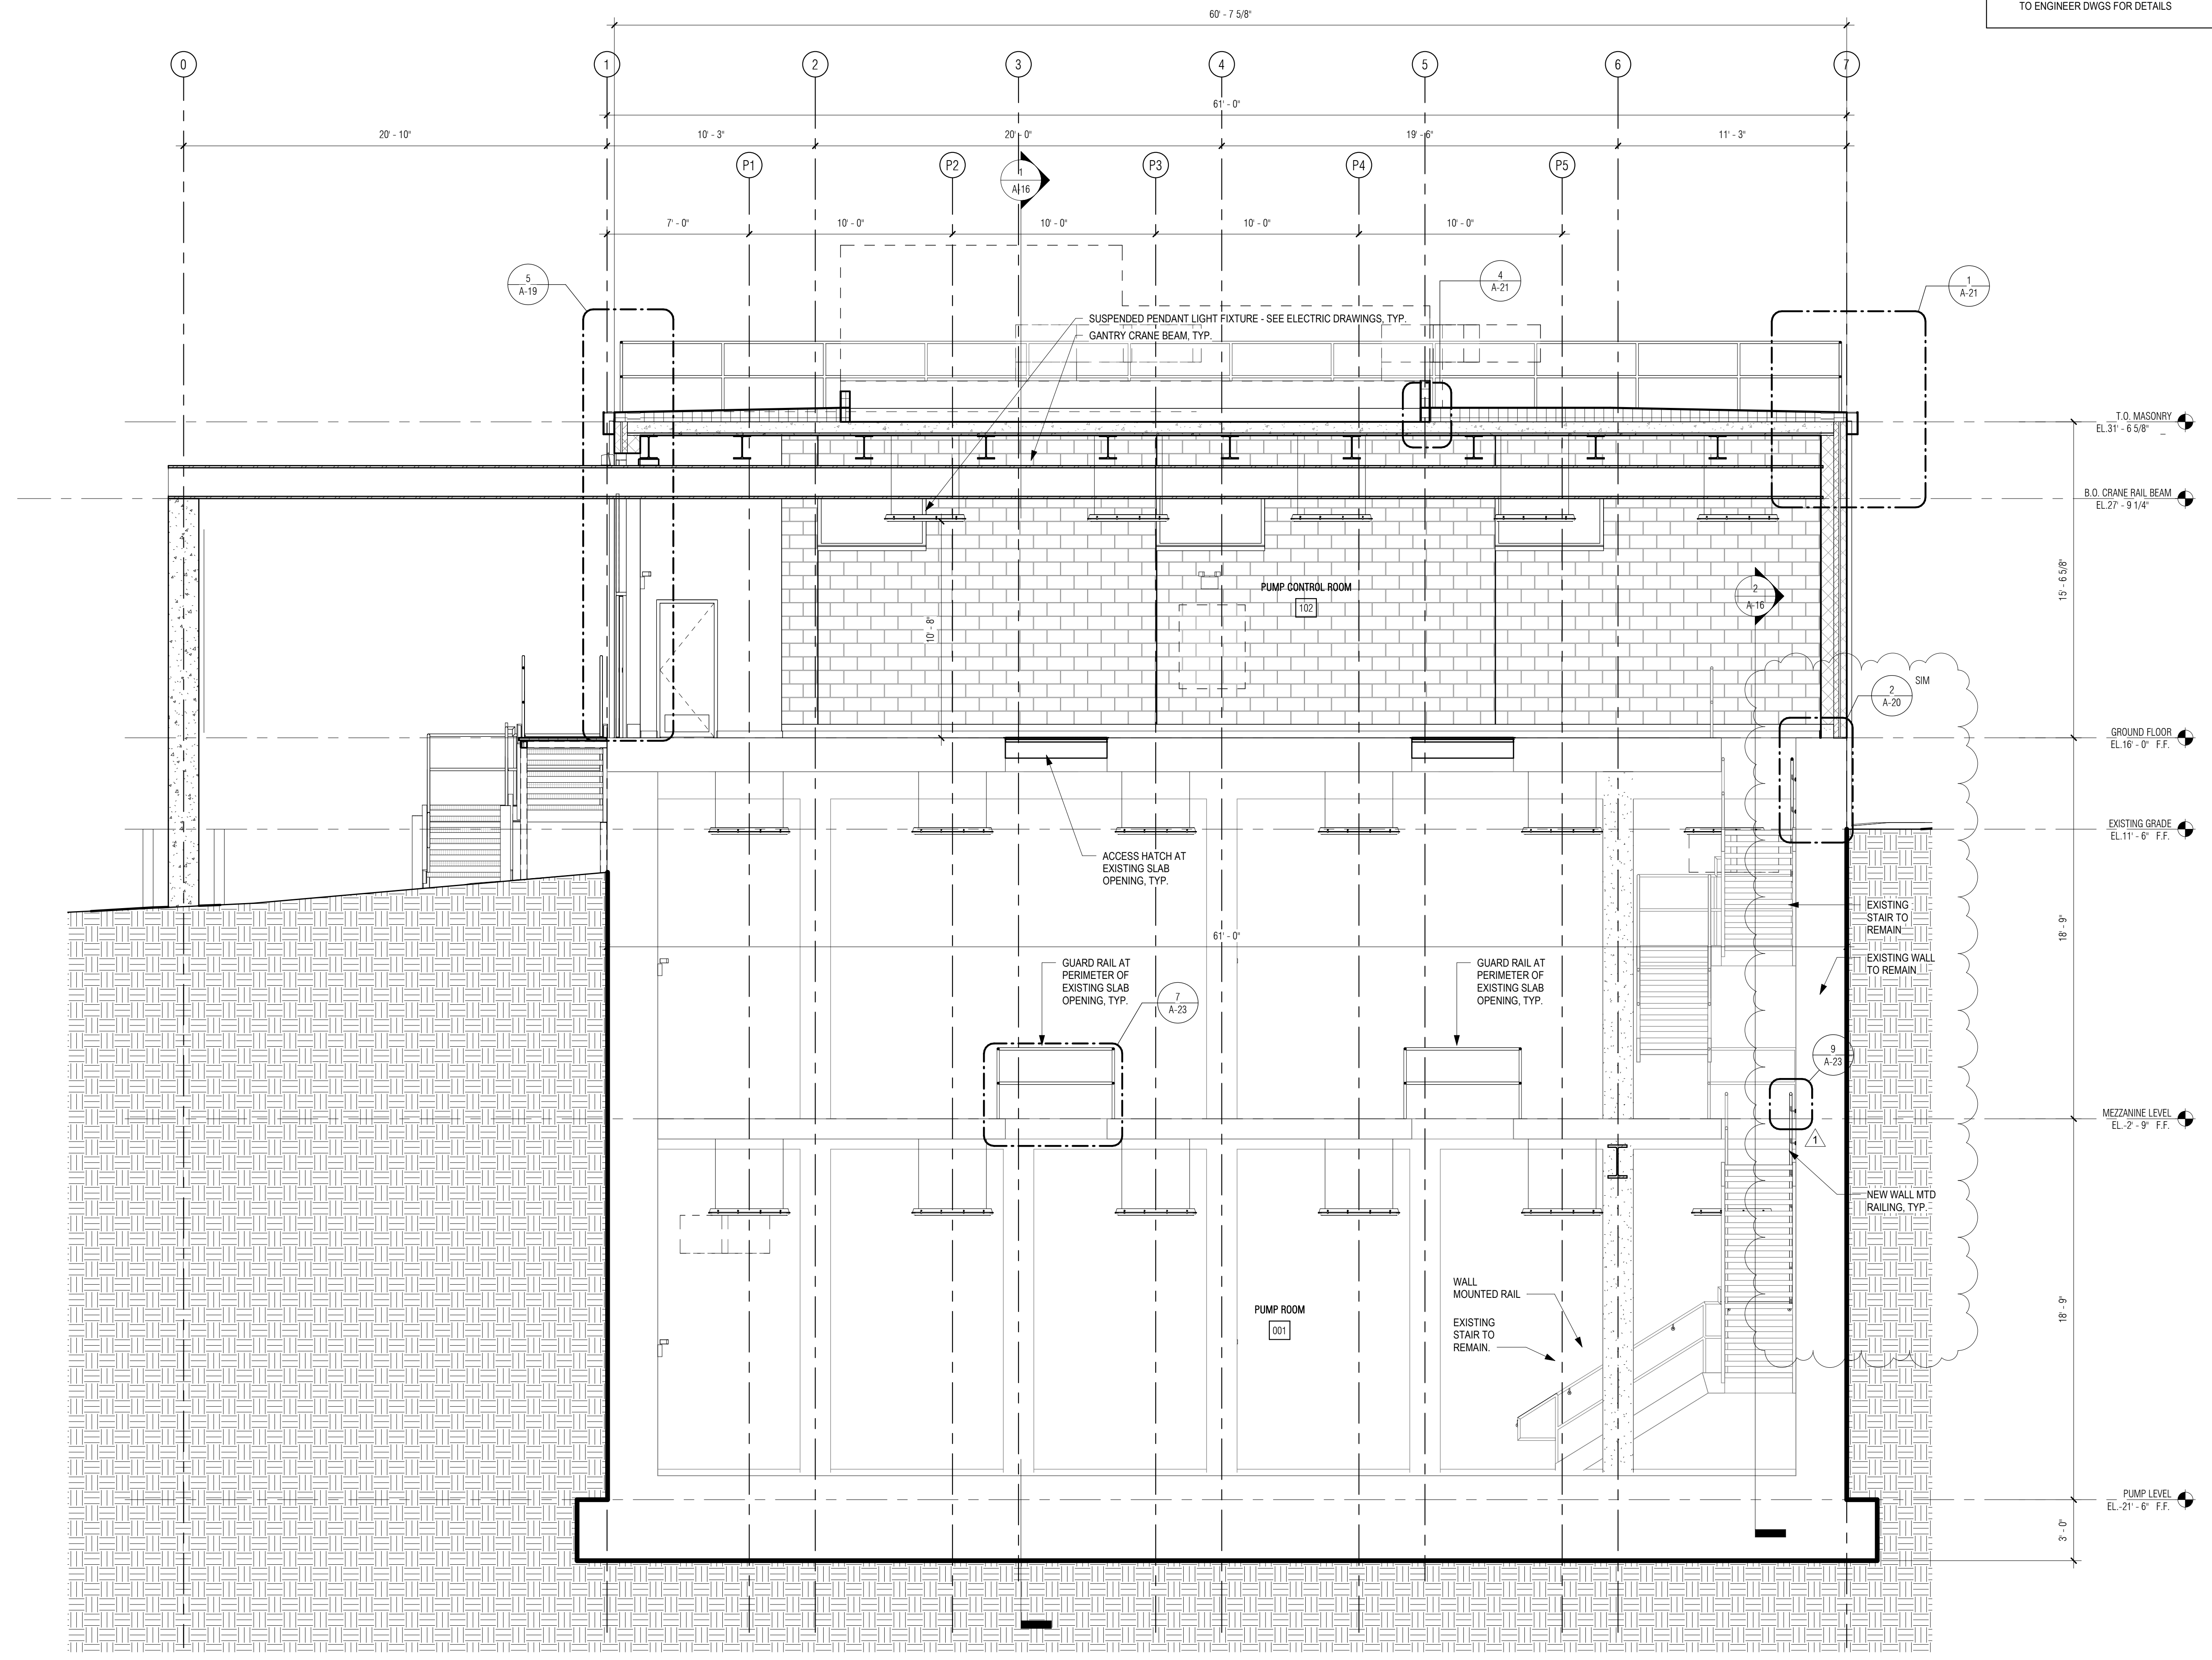 TO ENGINEER DWGS FOR DETAILS
60' - 7 5/8"
0
1
2
3
4
5
6
7
61' - 0"
20' - 10"
10' - 3"
20' - 0"
19' - 6"
11' - 3"
P1
P2
P3
P4
P5
1
A-16
7' - 0"
10' - 0"
10' - 0"
10' - 0"
10' - 0"
5
A-19
4
A-21
1
A-21
SUSPENDED PENDANT LIGHT FIXTURE - SEE ELECTRIC DRAWINGS, TYP.
GANTRY CRANE BEAM, TYP.
T.O. MASONRY
EL.31' - 6 5/8"
B.O. CRANE RAIL BEAM
EL.27' - 9 1/4"
PUMP CONTROL ROOM
102
2
A-16
10' - 8"
15' - 6 5/8"
SIM
2
A-20
GROUND FLOOR
EL.16' - 0" F.F.
EXISTING GRADE
EL.11' - 6" F.F.
ACCESS HATCH AT
EXISTING SLAB
OPENING, TYP.
EXISTING
STAIR TO
REMAIN
61' - 0"
18' - 9"
EXISTING WALL
TO REMAIN
GUARD RAIL AT
PERIMETER OF
EXISTING SLAB
OPENING, TYP.
7
A-23
GUARD RAIL AT
PERIMETER OF
EXISTING SLAB
OPENING, TYP.
9
A-23
MEZZANINE LEVEL
EL.-2' - 9" F.F.
1
NEW WALL MTD
RAILING, TYP.
WALL
MOUNTED RAIL
EXISTING
STAIR TO
REMAIN.
PUMP ROOM
001
18' - 9"
PUMP LEVEL
EL.-21' - 6" F.F.
3' - 0"